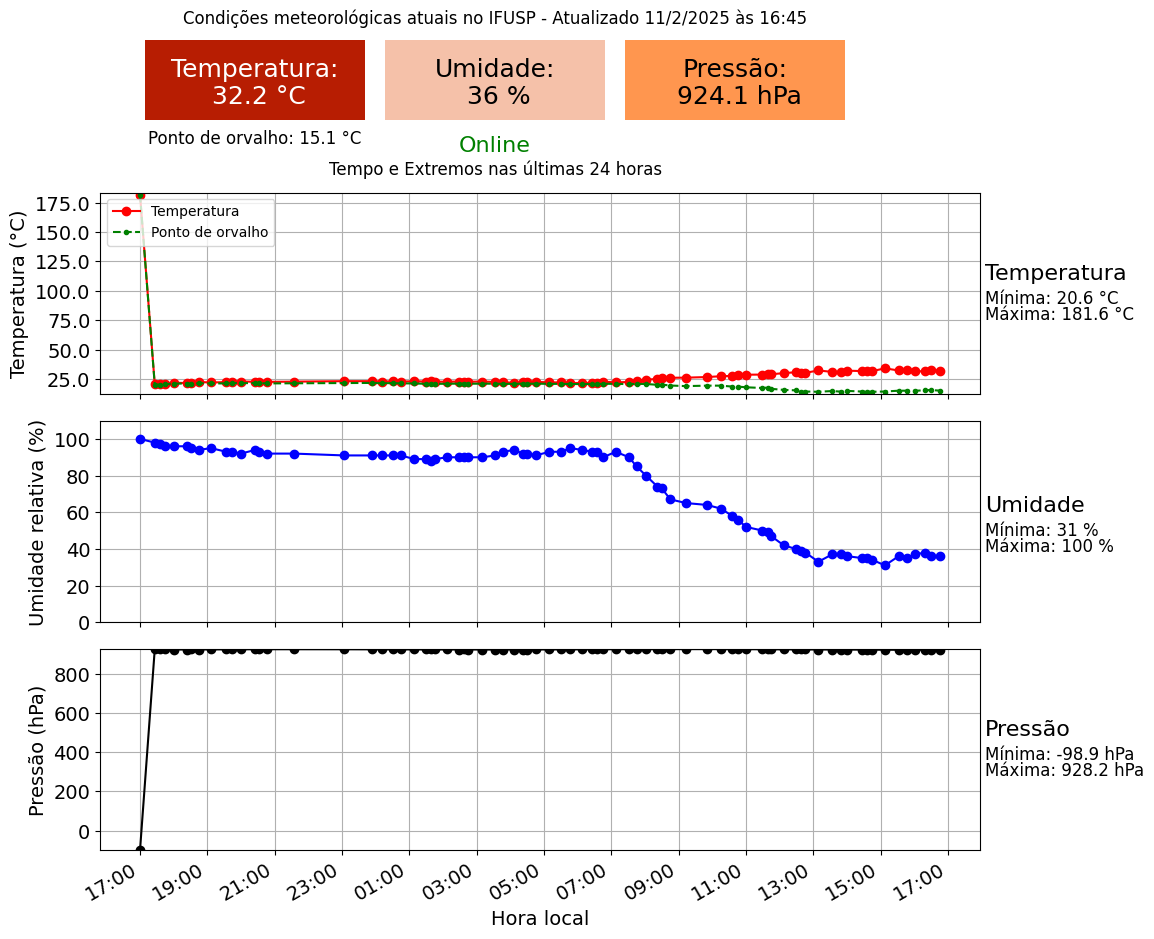 Condições meteorológicas atuais no IFUSP - Atualizado 11/2/2025 às 16:45
Temperatura:
32.2 °C
Umidade:
36 %
Pressão:
924.1 hPa
Ponto de orvalho: 15.1 °C
Online
Tempo e Extremos nas últimas 24 horas
Temperatura (°C)
175.0
150.0
125.0
100.0
75.0
50.0
25.0
Temperatura
Ponto de orvalho
Temperatura
Mínima: 20.6 °C
Máxima: 181.6 °C
Umidade relativa (%)
100
80
60
40
20
0
Umidade
Mínima: 31 %
Máxima: 100 %
Pressão (hPa)
800
600
400
200
0
Pressão
Mínima: -98.9 hPa
Máxima: 928.2 hPa
17:00
19:00
21:00
23:00
01:00
03:00
05:00
07:00
09:00
11:00
13:00
15:00
17:00
Hora local